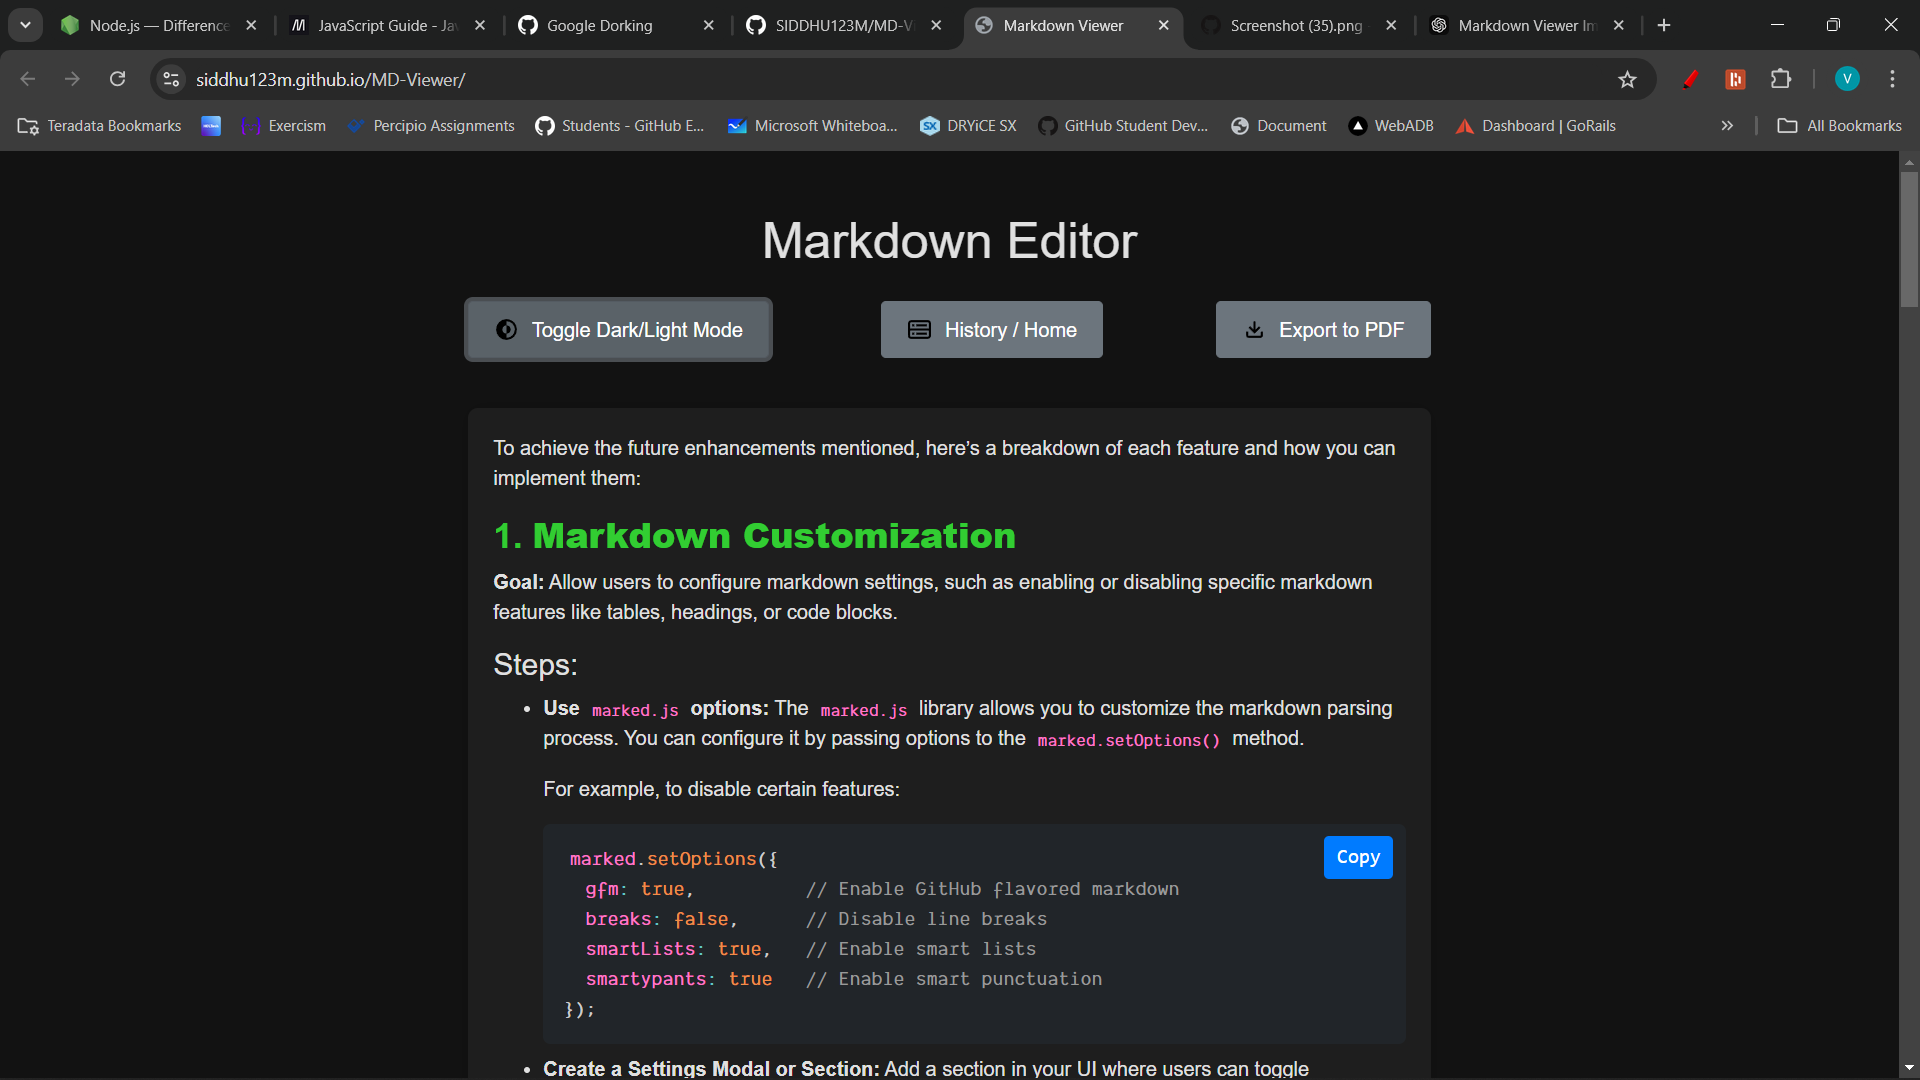 Node.js — Difference
JavaScript Guide - Ja
Google Dorking
SIDDHU123M/MD-V
Markdown Viewer
Screenshot (35).png
Markdown Viewer Im
siddhu123m.github.io/MD-Viewer/
V
Teradata Bookmarks
Exercism
Percipio Assignments
Students - GitHub E...
Microsoft Whiteboa...
DRYiCE SX
GitHub Student Dev...
Document
WebADB
Dashboard | GoRails
All Bookmarks
Markdown Editor
Toggle Dark/Light Mode
History / Home
Export to PDF
To achieve the future enhancements mentioned, here’s a breakdown of each feature and how you can
implement them:
1. Markdown Customization
Goal: Allow users to configure markdown settings, such as enabling or disabling specific markdown
features like tables, headings, or code blocks.
Steps:
• Use marked.js options: The marked.js library allows you to customize the markdown parsing
process. You can configure it by passing options to the marked.setOptions() method.
For example, to disable certain features:
Copy
marked.setOptions({
gfm: true, // Enable GitHub flavored markdown
breaks: false, // Disable line breaks
smartLists: true, // Enable smart lists
smartypants: true // Enable smart punctuation
});
• Create a Settings Modal or Section: Add a section in your UI where users can toggle